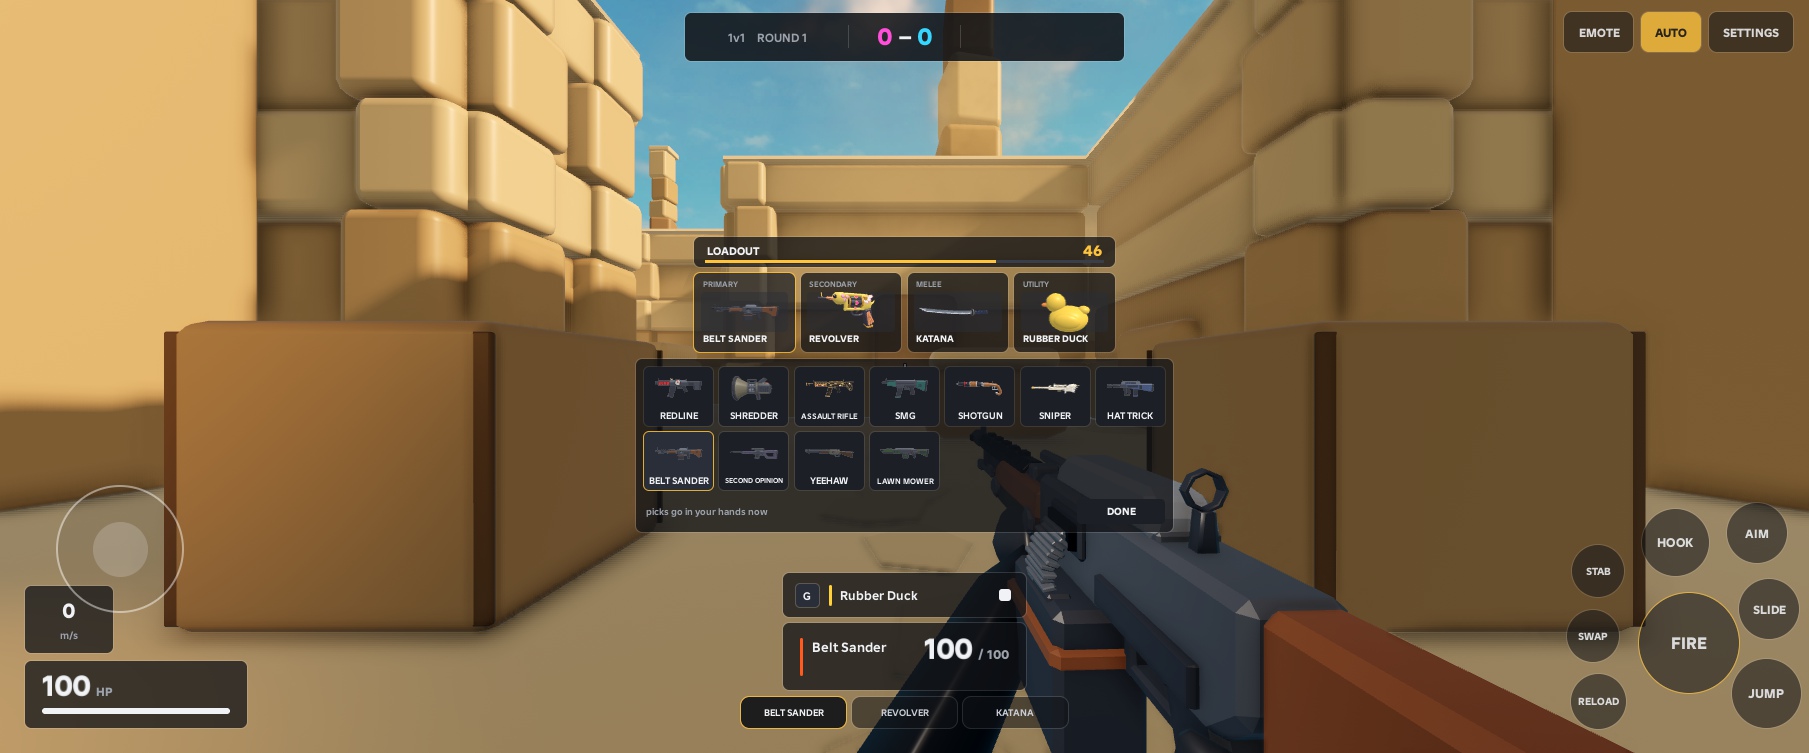 1v1 ROUND 1 0 – 0
EMOTE AUTO SETTINGS
LOADOUT 46
PRIMARY SECONDARY MELEE UTILITY
BELT SANDER REVOLVER KATANA RUBBER DUCK
REDLINE SHREDDER ASSAULT RIFLE SMG SHOTGUN SNIPER HAT TRICK
BELT SANDER SECOND OPINION YEEHAW LAWN MOWER
picks go in your hands now DONE
HOOK AIM
STAB
SLIDE
SWAP FIRE
RELOAD JUMP
G Rubber Duck
Belt Sander 100 / 100
BELT SANDER REVOLVER KATANA
0
m/s
100 HP